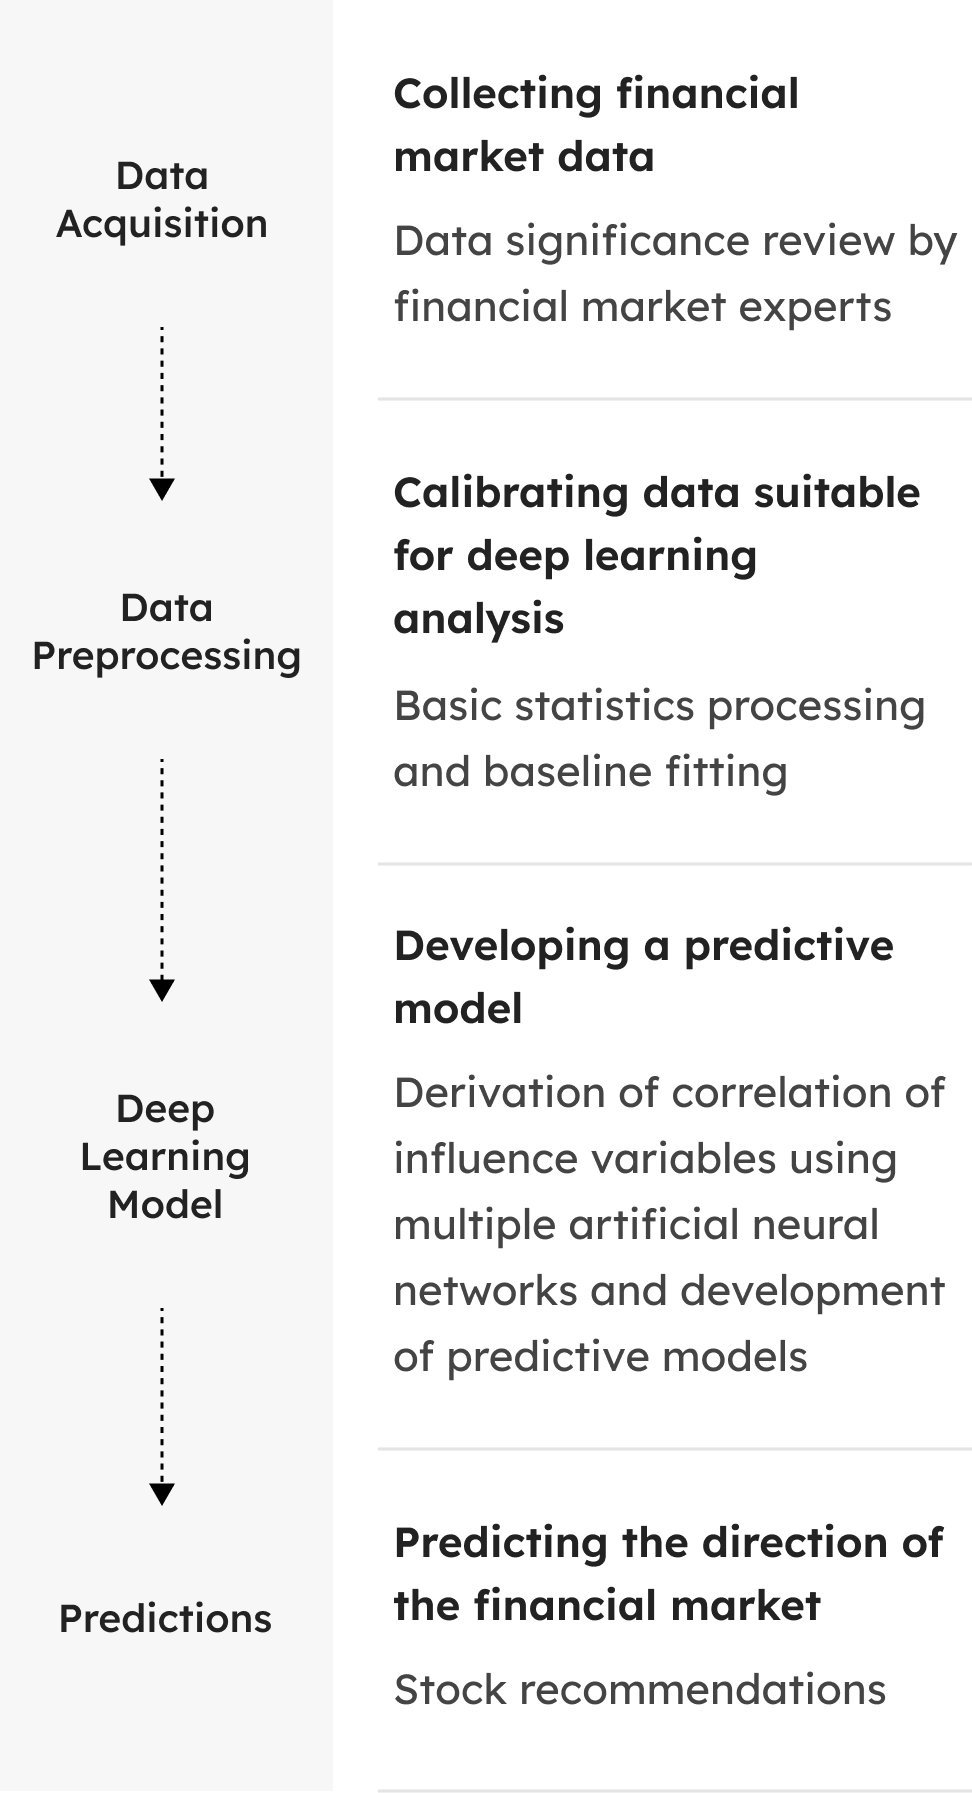 Data
Acquisition
Collecting financial
market data
Data significance review by
financial market experts
Data
Preprocessing
Calibrating data suitable
for deep learning
analysis
Basic statistics processing
and baseline fitting
Deep
Learning
Model
Developing a predictive
model
Derivation of correlation of
influence variables using
multiple artificial neural
networks and development
of predictive models
Predictions
Predicting the direction of
the financial market
Stock recommendations